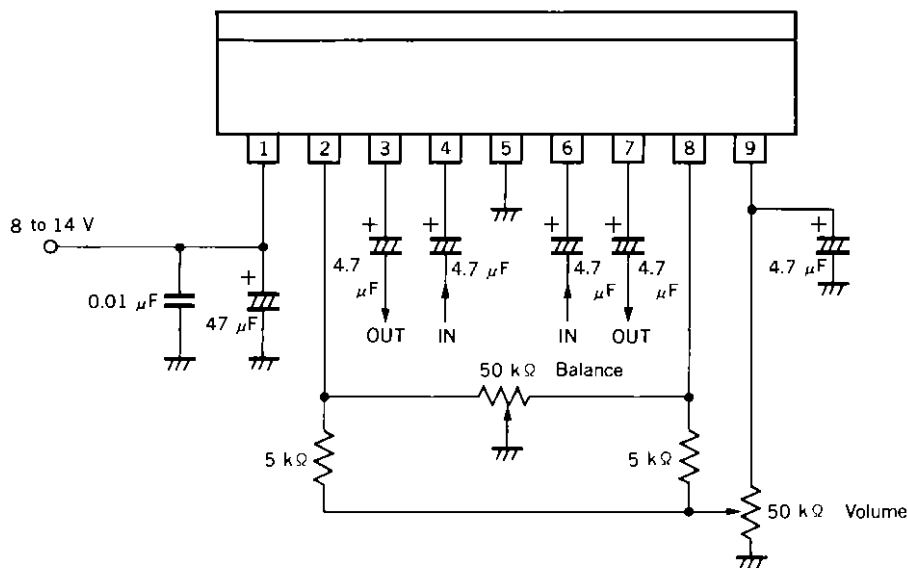 1 2 3 4 5 6 7 8 9
8 to 14 V
0.01 μF
+
47 μF
+
4.7
μF
OUT
+
4.7 μF
IN
+
4.7
μF
IN
+
4.7
μF
OUT
+
4.7 μF
50 kΩ Balance
5 kΩ
5 kΩ
50 kΩ Volume